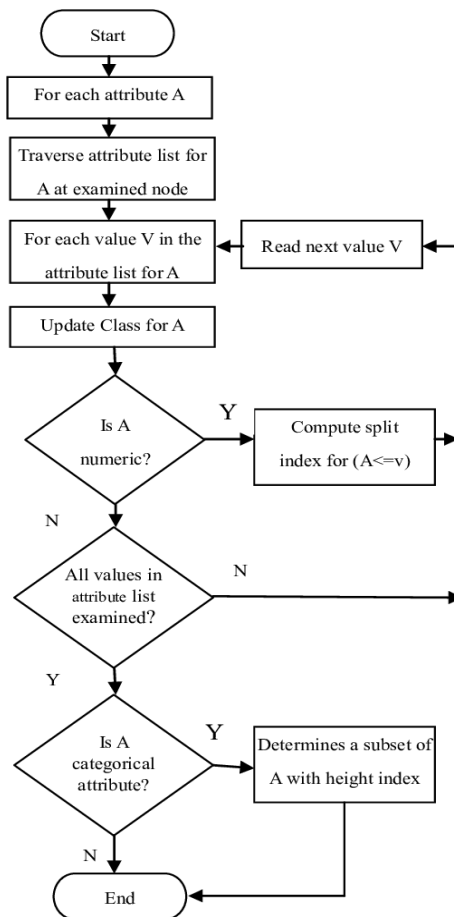 Start
For each attribute A
Traverse attribute list for
A at examined node
For each value V in the
attribute list for A
Read next value V
Update Class for A
Is A
numeric?
Y
Compute split
index for (A<=v)
N
All values in
attribute list
examined?
N
Y
Is A
categorical
attribute?
Y
Determines a subset of
A with height index
N
End